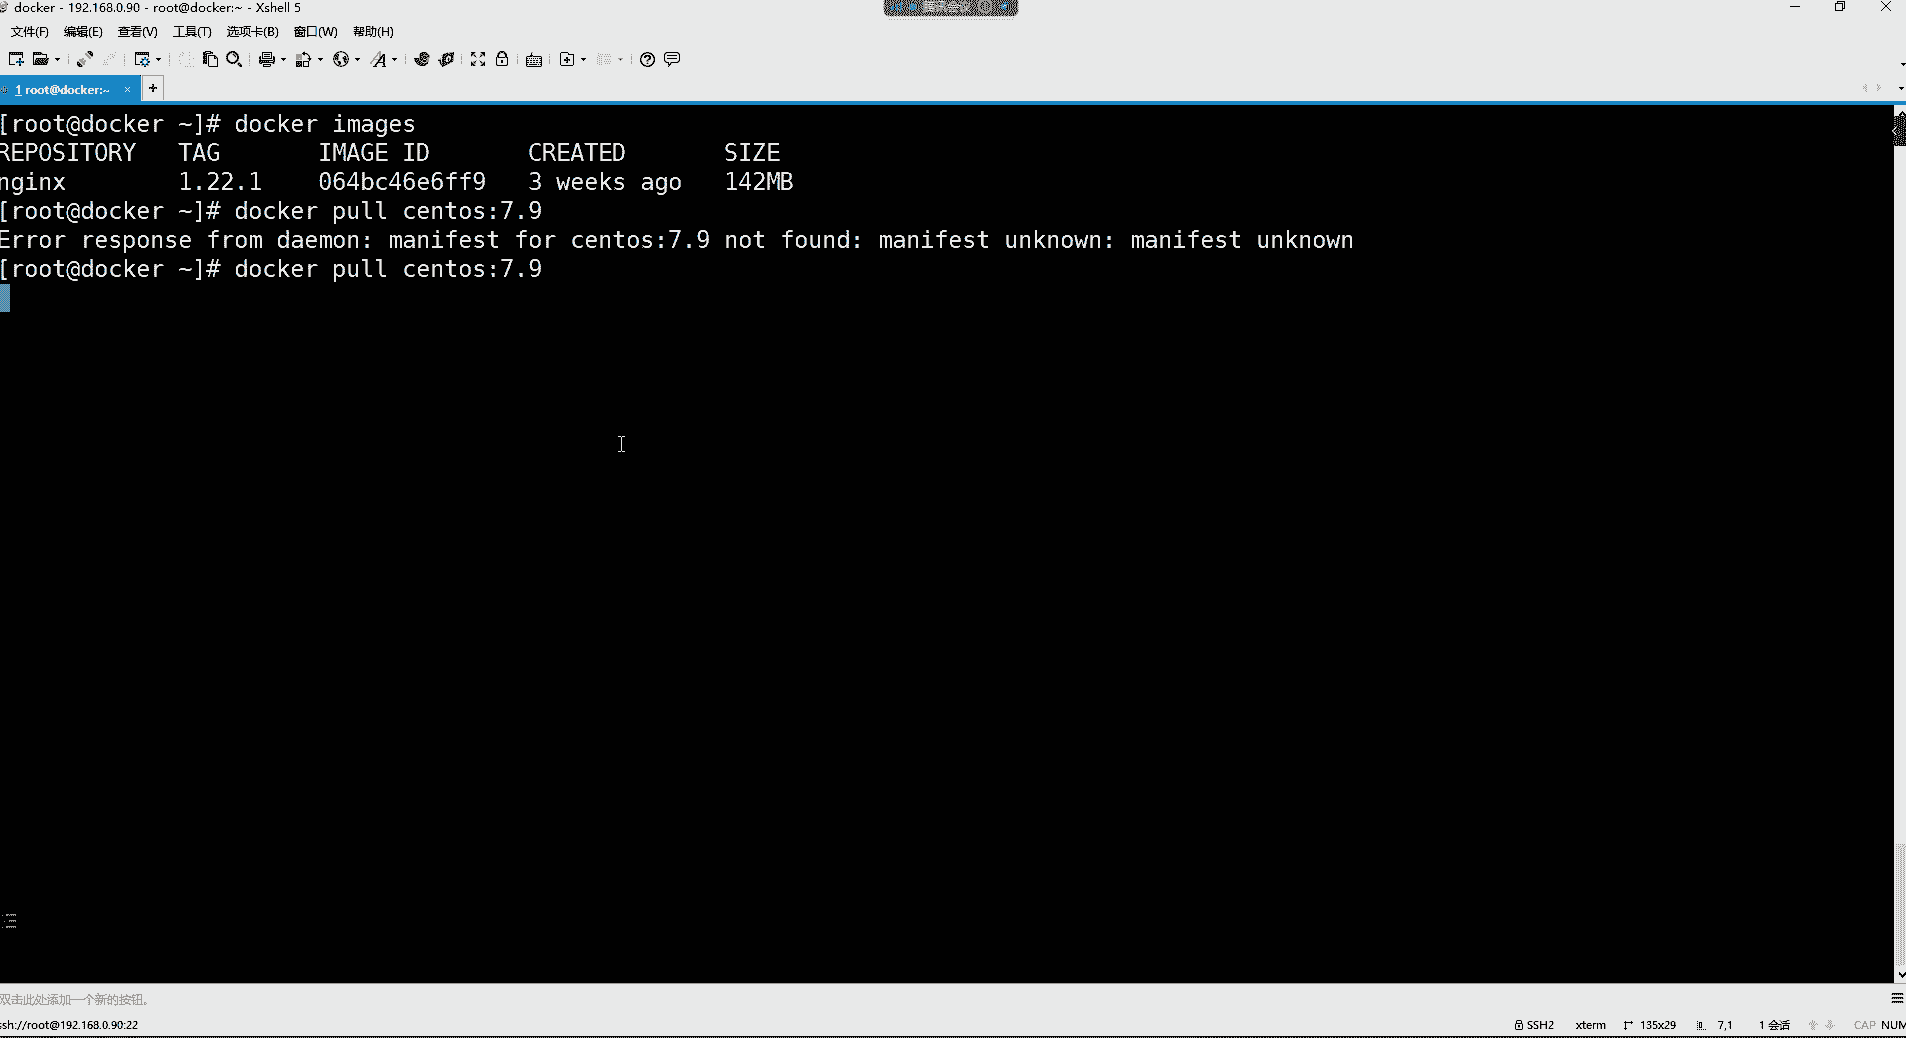 docker - 192.168.0.90 - root@docker:~ - Xshell 5
文件(F) 编辑(E) 查看(V) 工具(T) 选项卡(B) 窗口(W) 帮助(H)
1 root@docker:~ × +
[root@docker ~]# docker images
REPOSITORY TAG IMAGE ID CREATED SIZE
nginx 1.22.1 064bc46e6ff9 3 weeks ago 142MB
[root@docker ~]# docker pull centos:7.9
Error response from daemon: manifest for centos:7.9 not found: manifest unknown: manifest unknown
[root@docker ~]# docker pull centos:7.9
双击此处添加一个新的按钮。
ssh://root@192.168.0.90:22 SSH2 xterm 135x29 7,1 1 会话 CAP NUM